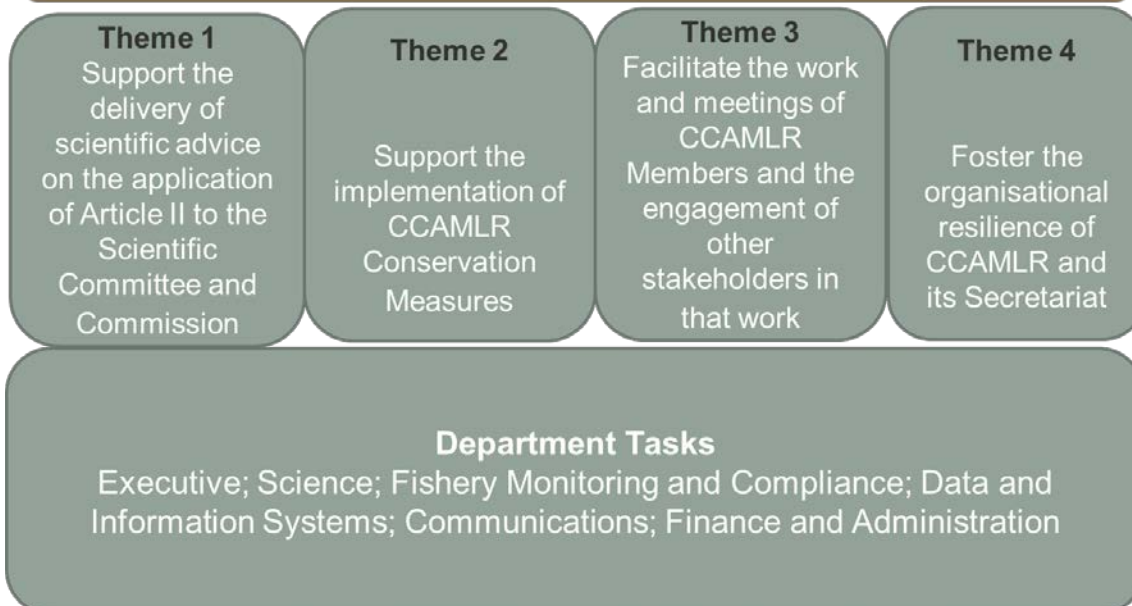 Theme 1
Support the
delivery of
scientific advice
on the application
of Article II to the
Scientific
Committee and
Commission
Theme 2
Support the
implementation of
CCAMLR
Conservation
Measures
Theme 3
Facilitate the work
and meetings of
CCAMLR
Members and the
engagement of
other
stakeholders in
that work
Theme 4
Foster the
organisational
resilience of
CCAMLR and
its Secretariat
Department Tasks
Executive; Science; Fishery Monitoring and Compliance; Data and
Information Systems; Communications; Finance and Administration